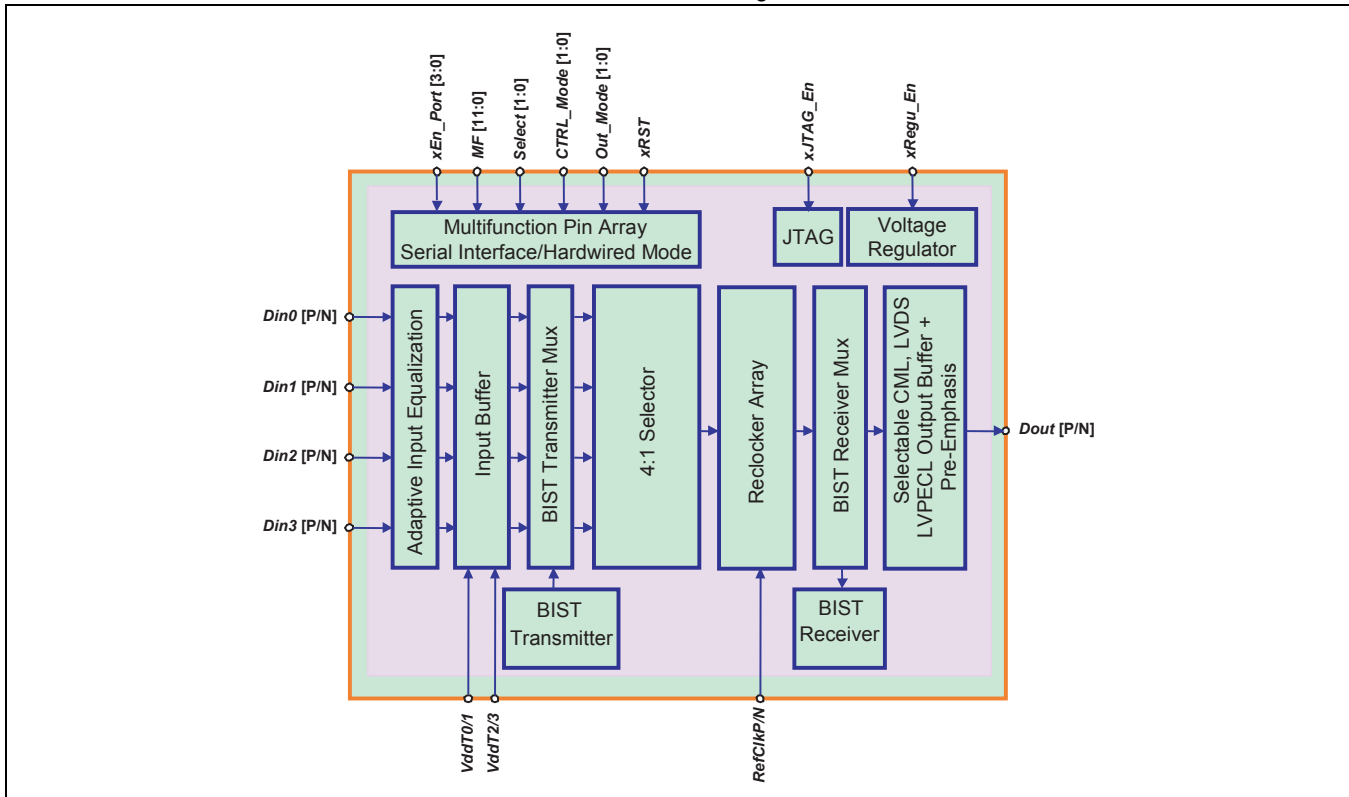 xEn_Port [3:0]
MF [11:0]
Select [1:0]
CTRL_Mode [1:0]
Out_Mode [1:0]
xRST
xJTAG_En
xRegu_En
Multifunction Pin Array
Serial Interface/Hardwired Mode
JTAG
Voltage
Regulator
Din0 [P/N]
Din1 [P/N]
Din2 [P/N]
Din3 [P/N]
Adaptive Input Equalization
Input Buffer
BIST Transmitter Mux
4:1 Selector
Reclocker Array
BIST Receiver Mux
Selectable CML, LVDS
LVPECL Output Buffer +
Pre-Emphasis
Dout [P/N]
BIST
Transmitter
BIST
Receiver
VddT0/1
VddT2/3
RefClkP/N